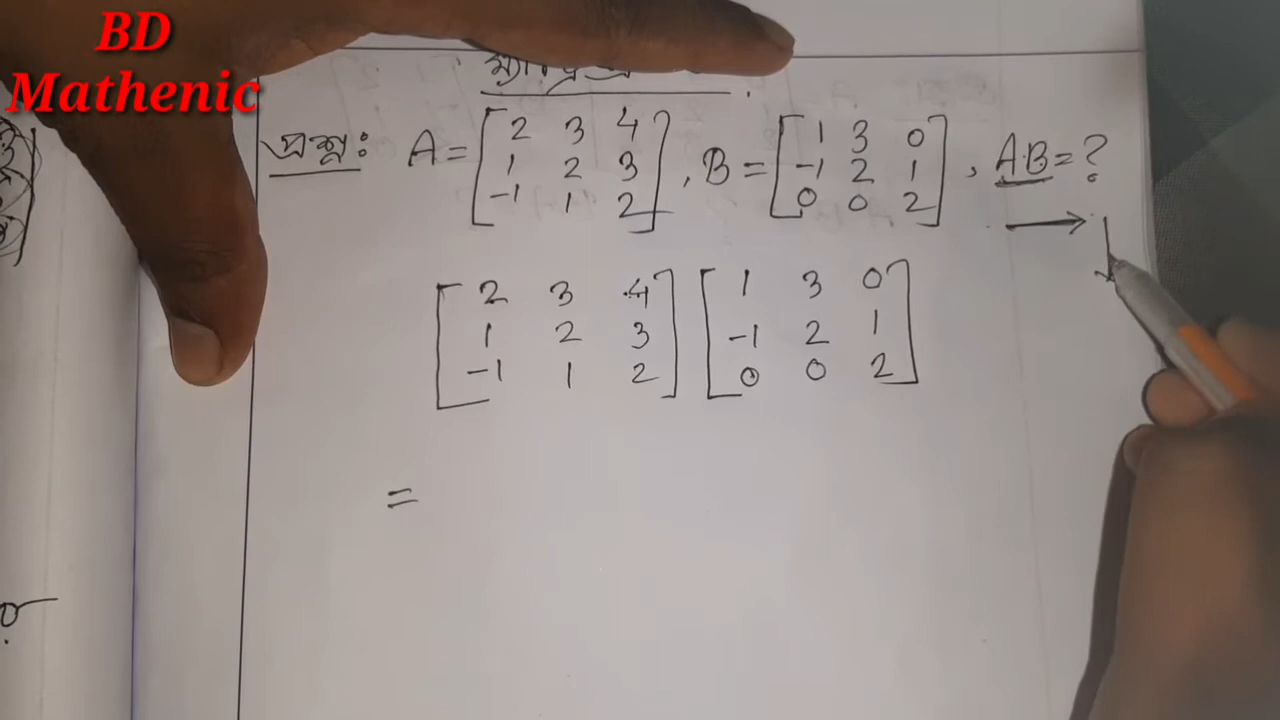 BD
Mathenic
প্রশ্নঃ A = [2 3 4 , B = [1 3 0 , A·B = ?
1 2 3 -1 2 1
-1 1 2] 0 0 2]
[2 3 4 [1 3 0
1 2 3 -1 2 1
-1 1 2] 0 0 2]
=